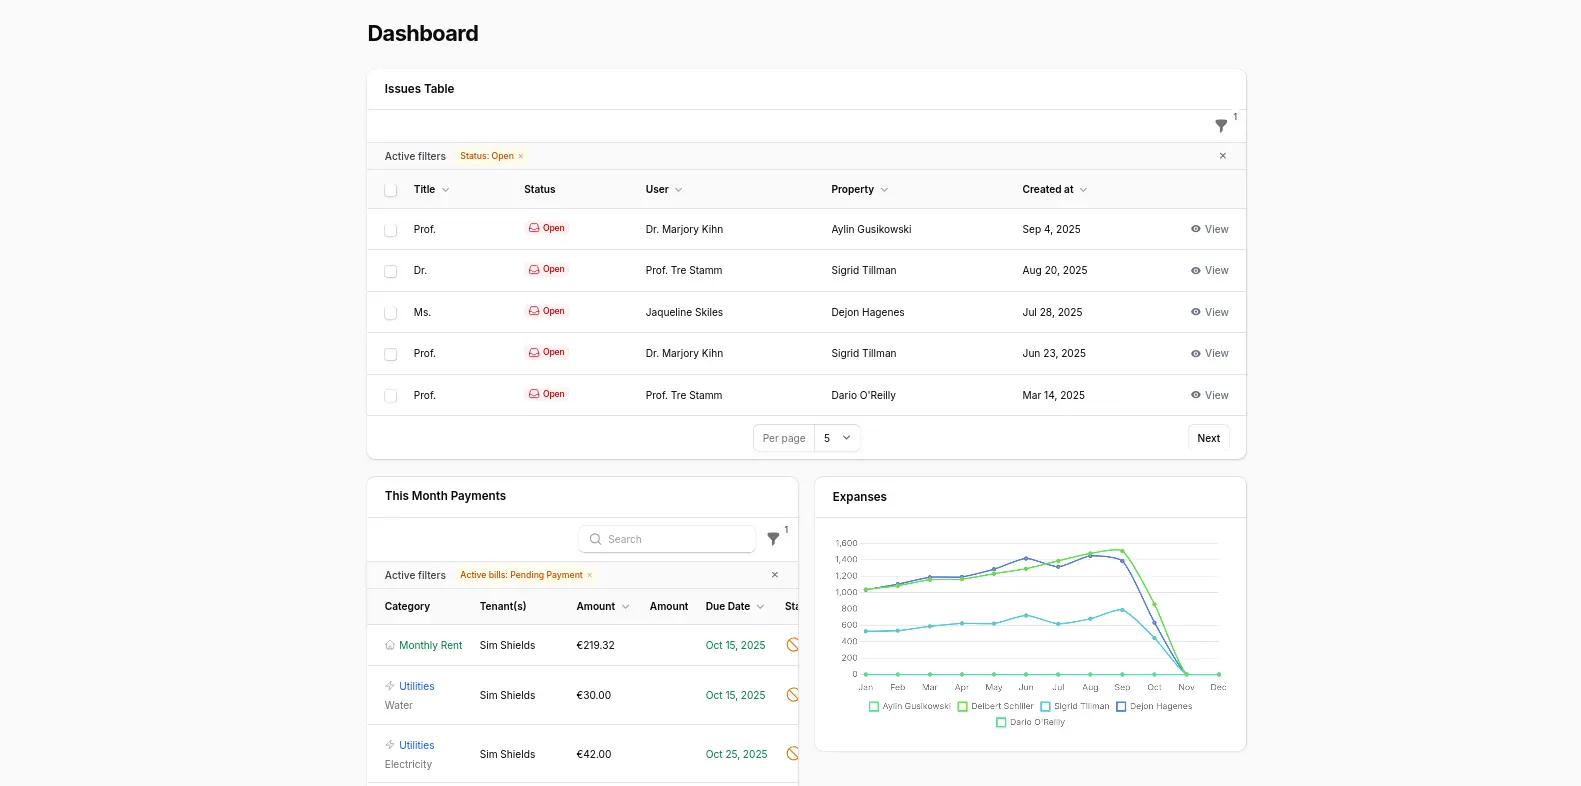 Dashboard
Issues Table
1
Active filters Status: Open × ×
Title Status User Property Created at
Prof. Open Dr. Marjory Kihn Aylin Gusikowski Sep 4, 2025 View
Dr. Open Prof. Tre Stamm Sigrid Tillman Aug 20, 2025 View
Ms. Open Jaqueline Skiles Dejon Hagenes Jul 28, 2025 View
Prof. Open Dr. Marjory Kihn Sigrid Tillman Jun 23, 2025 View
Prof. Open Prof. Tre Stamm Dario O'Reilly Mar 14, 2025 View
Per page 5 Next
This Month Payments
Search 1
Active filters Active bills: Pending Payment × ×
Category Tenant(s) Amount Amount Due Date Sta
Monthly Rent Sim Shields €219.32 Oct 15, 2025
Utilities
Water Sim Shields €30.00 Oct 15, 2025
Utilities
Electricity Sim Shields €42.00 Oct 25, 2025
Expanses
1,600
1,400
1,200
1,000
800
600
400
200
0
Jan Feb Mar Apr May Jun Jul Aug Sep Oct Nov Dec
Aylin Gusikowski Delbert Schiller Sigrid Tillman Dejon Hagenes
Dario O'Reilly